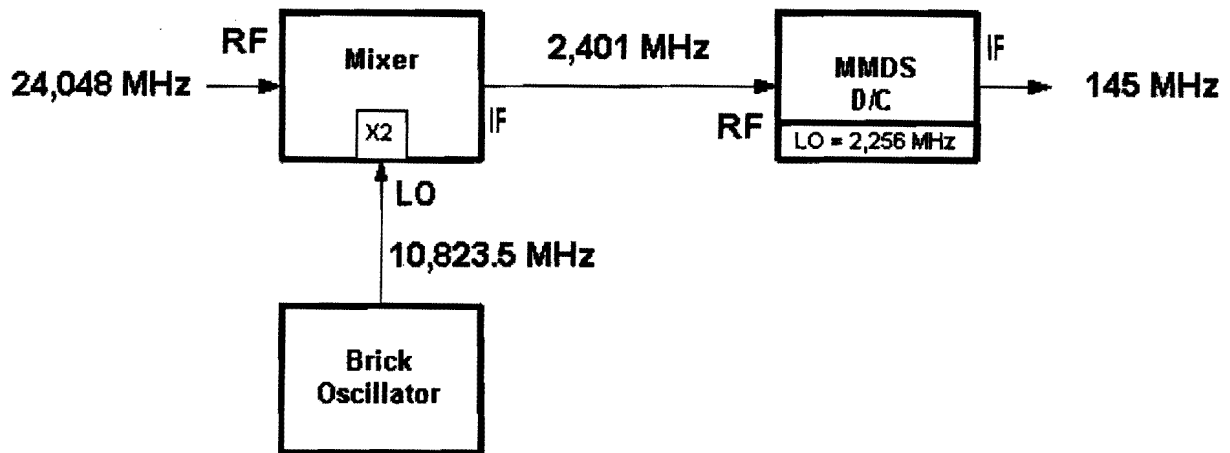 RF
24,048 MHz
Mixer
X2
IF
2,401 MHz
RF
MMDS
D/C
LO = 2,256 MHz
IF
145 MHz
LO
10,823.5 MHz
Brick
Oscillator